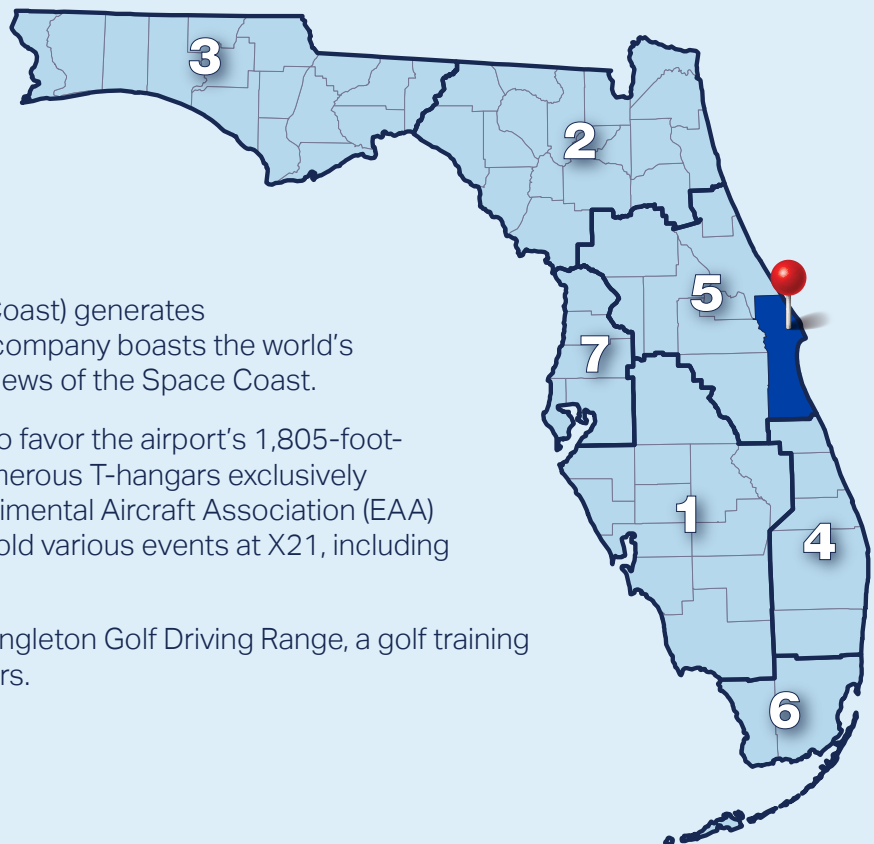 3
2
5
7
1
4
6
Coast) generates
company boasts the world's
ews of the Space Coast.
o favor the airport's 1,805-foot-
nerous T-hangars exclusively
imental Aircraft Association (EAA)
old various events at X21, including
ngleton Golf Driving Range, a golf training
rs.